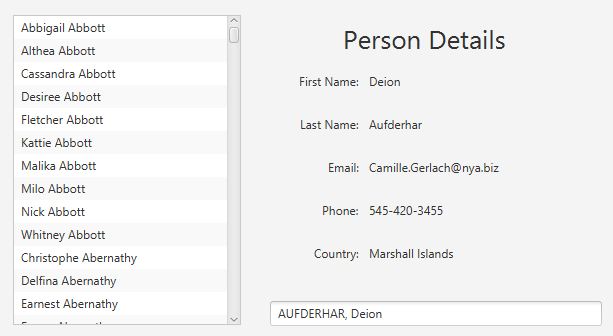 Abbigail Abbott
Althea Abbott
Cassandra Abbott
Desiree Abbott
Fletcher Abbott
Kattie Abbott
Malika Abbott
Milo Abbott
Nick Abbott
Whitney Abbott
Christophe Abernathy
Delfina Abernathy
Earnest Abernathy
Abernathy
Person Details
First Name: Deion
Last Name: Aufderhar
Email: Camille.Gerlach@nya.biz
Phone: 545-420-3455
Country: Marshall Islands
AUFDERHAR, Deion